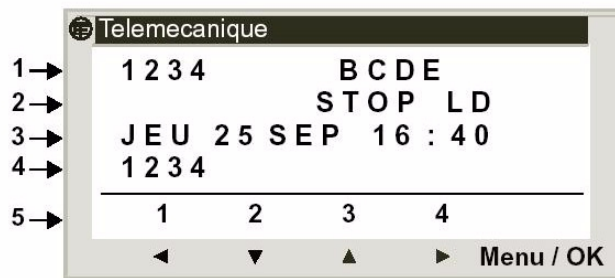 Telemecanique
1 1234 BCDE
2 STOP LD
3 JEU 25 SEP 16:40
4 1234
5 1 2 3 4
Menu / OK